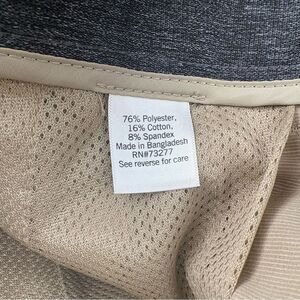 76% Polyester,
16% Cotton,
8% Spandex
Made in Bangladesh
RN#73277
See reverse for care